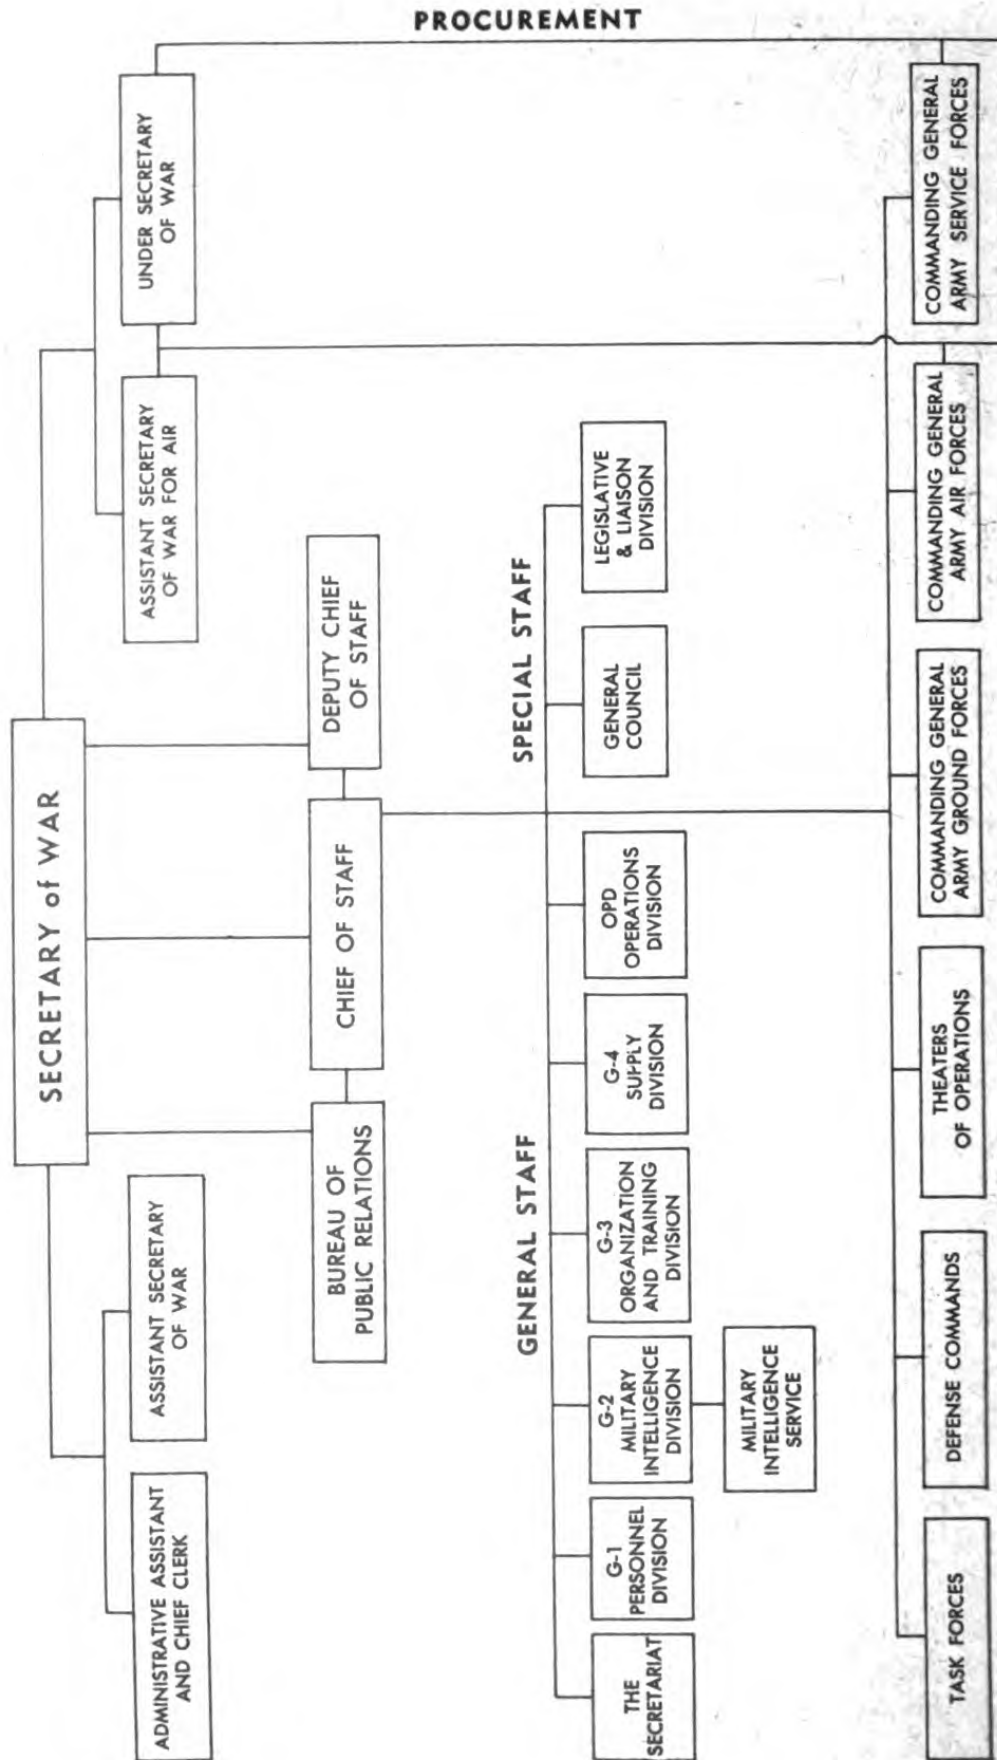 SECRETARY of WAR
ADMINISTRATIVE ASSISTANT
AND CHIEF CLERK
ASSISTANT SECRETARY
OF WAR
ASSISTANT SECRETARY
OF WAR FOR AIR
UNDER SECRETARY
OF WAR
PROCUREMENT
BUREAU OF
PUBLIC RELATIONS
CHIEF OF STAFF
DEPUTY CHIEF
OF STAFF
GENERAL STAFF
SPECIAL STAFF
THE
SECRETARIAT
G-1
PERSONNEL
DIVISION
G-2
MILITARY
INTELLIGENCE
DIVISION
G-3
ORGANIZATION
AND TRAINING
DIVISION
G-4
SUPPLY
DIVISION
OPD
OPERATIONS
DIVISION
GENERAL
COUNCIL
LEGISLATIVE
& LIAISON
DIVISION
MILITARY
INTELLIGENCE
SERVICE
TASK FORCES
DEFENSE COMMANDS
THEATERS
OF OPERATIONS
COMMANDING GENERAL
ARMY GROUND FORCES
COMMANDING GENERAL
ARMY AIR FORCES
COMMANDING GENERAL
ARMY SERVICE FORCES